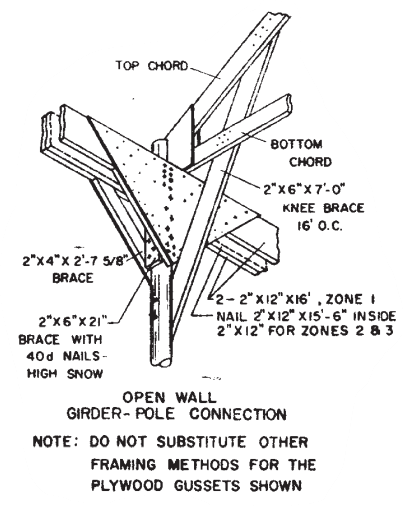 TOP CHORD
BOTTOM
CHORD
2"X6"X7'-0"
KNEE BRACE
16' O.C.
2"X4"X2'-7 5/8"
BRACE
2"X6"X21"
BRACE WITH
40d NAILS-
HIGH SNOW
2-2"X12"X16', ZONE 1
NAIL 2"X12"X15'-6" INSIDE
2"X12" FOR ZONES 2 & 3
OPEN WALL
GIRDER-POLE CONNECTION
NOTE: DO NOT SUBSTITUTE OTHER
FRAMING METHODS FOR THE
PLYWOOD GUSSETS SHOWN